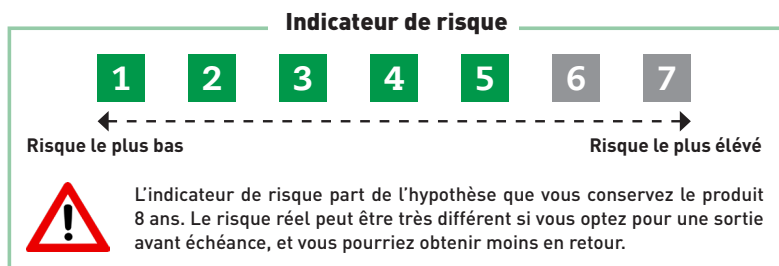 Indicateur de risque
1 2 3 4 5 6 7
Risque le plus bas Risque le plus élévé
L'indicateur de risque part de l'hypothèse que vous conservez le produit
8 ans. Le risque réel peut être très différent si vous optez pour une sortie
avant échéance, et vous pourriez obtenir moins en retour.